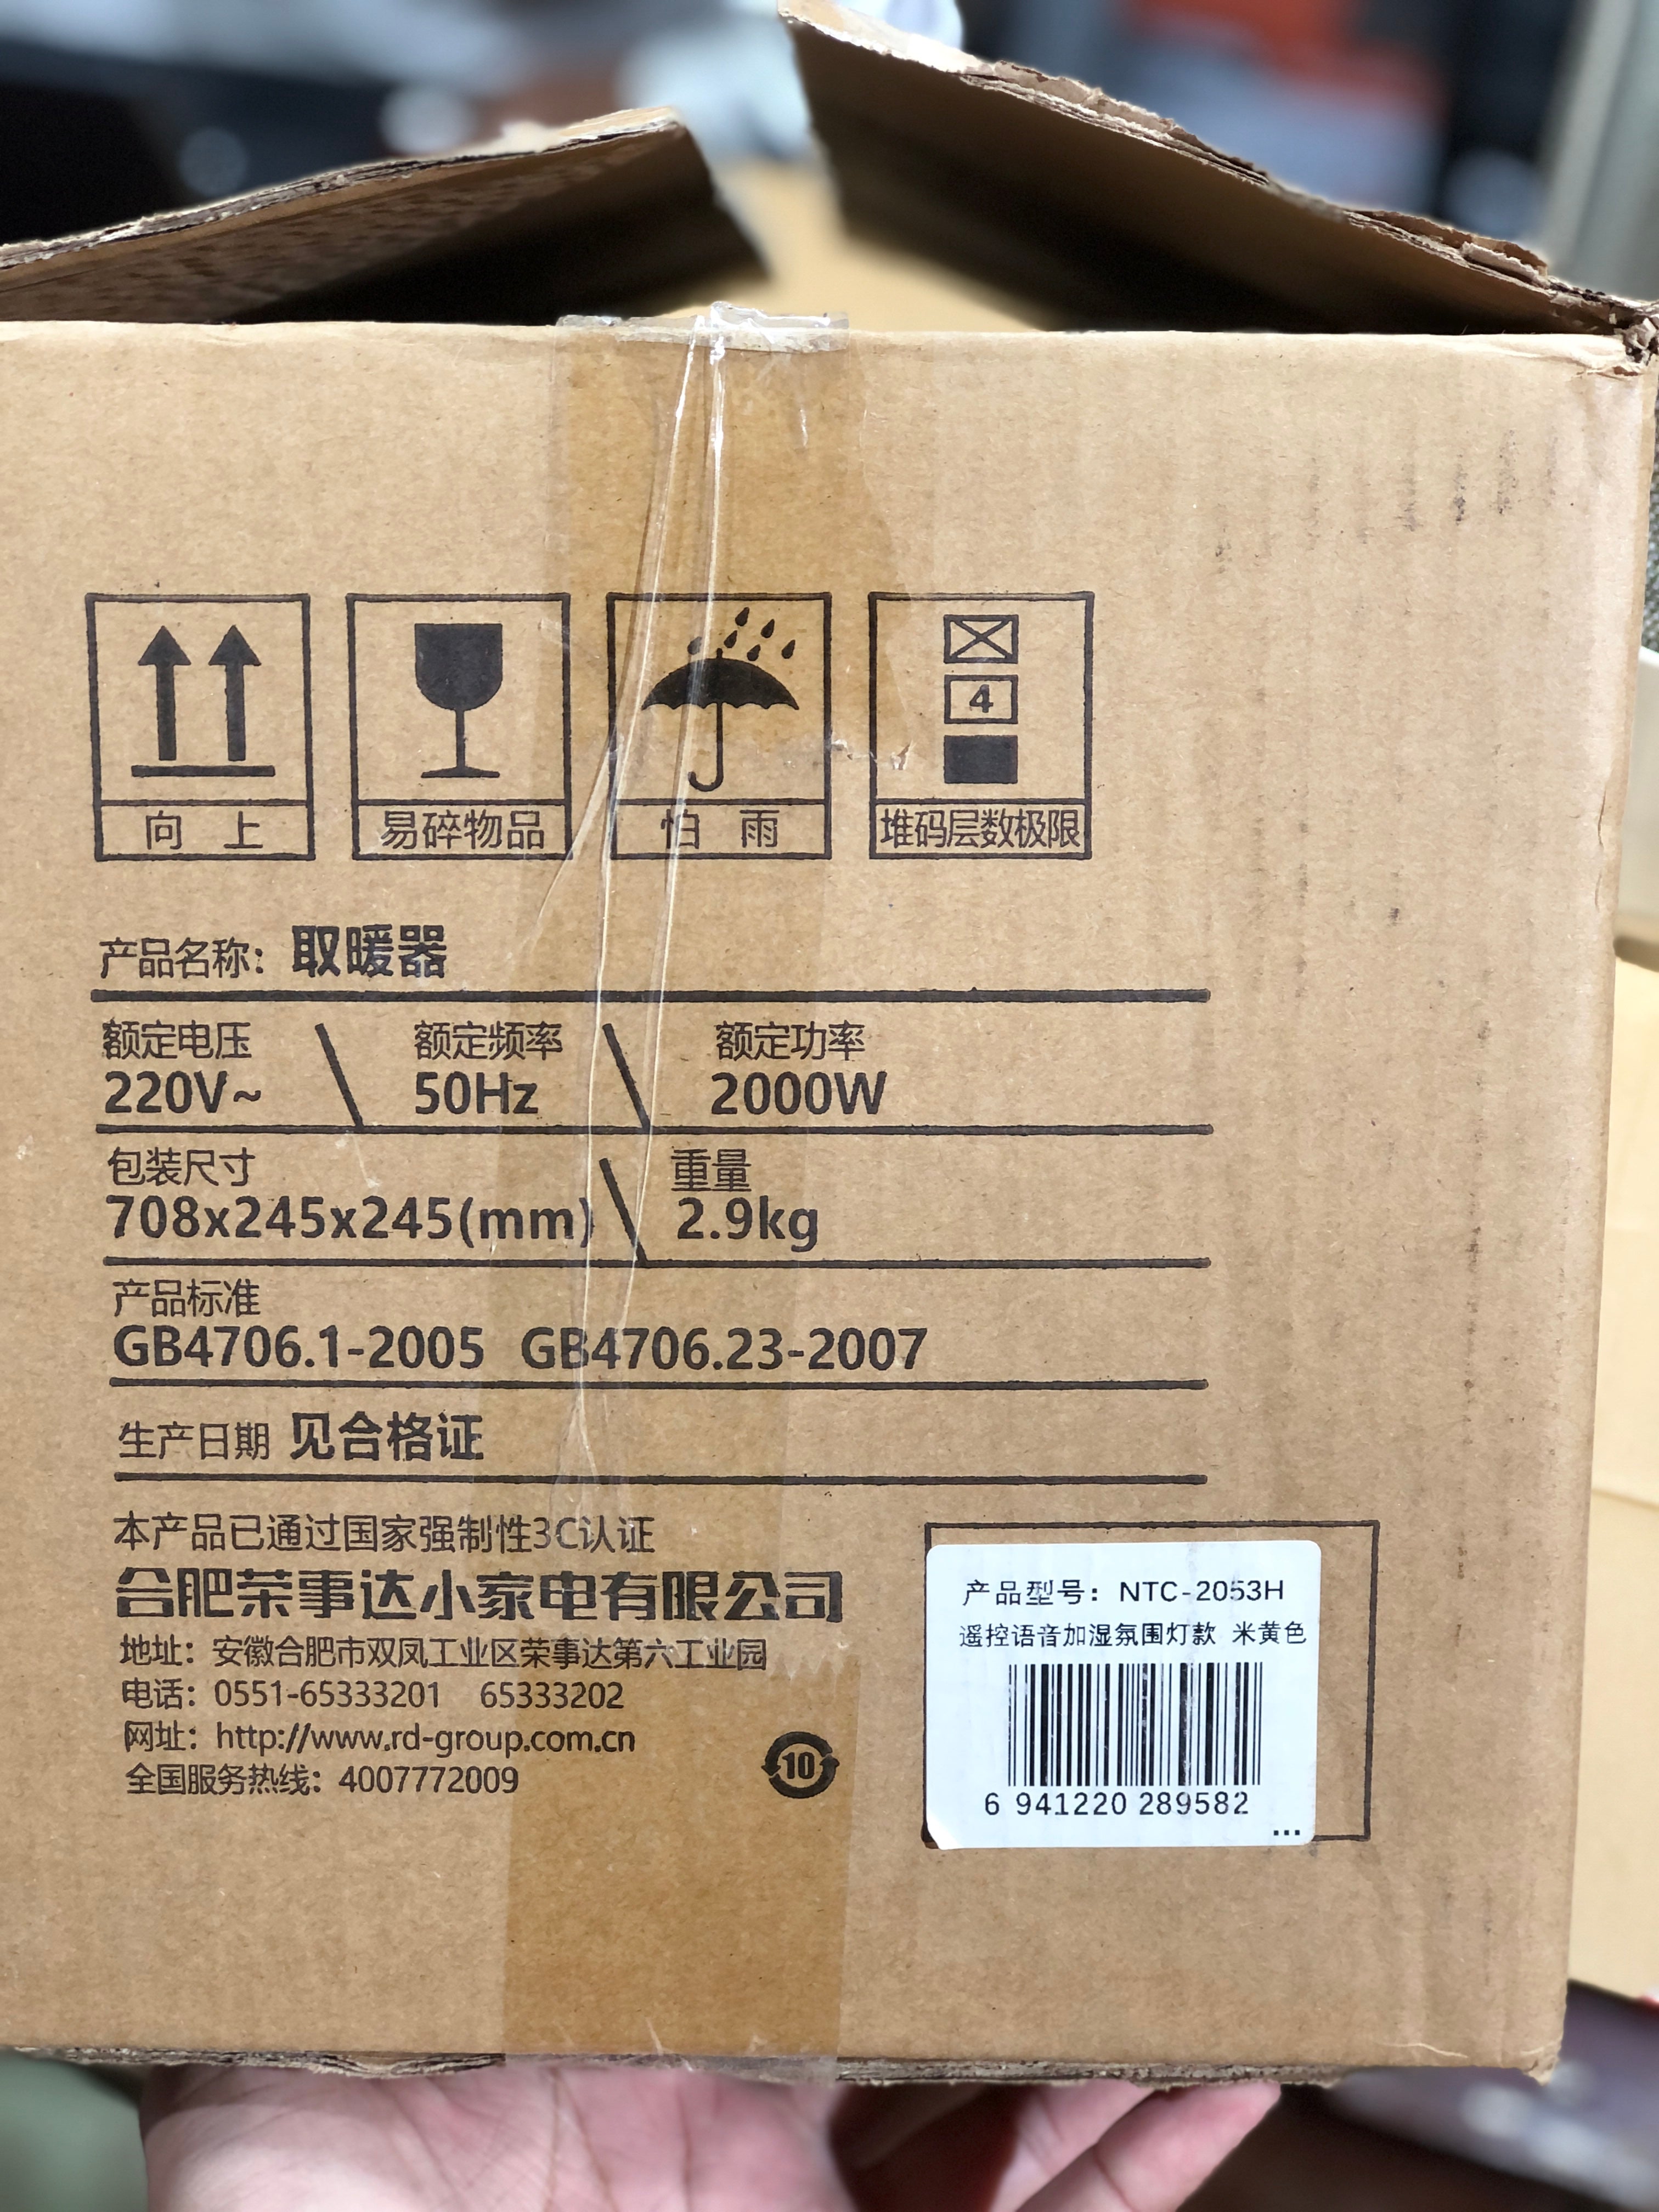 4
向 上 易碎物品 怕 雨 堆码层数极限
产品名称：取暖器
额定电压 额定频率 额定功率
220V~ 50Hz 2000W
包装尺寸 重量
708x245x245(mm) 2.9kg
产品标准
GB4706.1-2005 GB4706.23-2007
生产日期 见合格证
本产品已通过国家强制性3C认证
合肥荣事达小家电有限公司
地址：安徽合肥市双凤工业区荣事达第六工业园
电话：0551-65333201 65333202
网址：http://www.rd-group.com.cn
全国服务热线：4007772009
10
产品型号：NTC-2053H
遥控语音加湿氛围灯款 米黄色
6 941220 289582
...